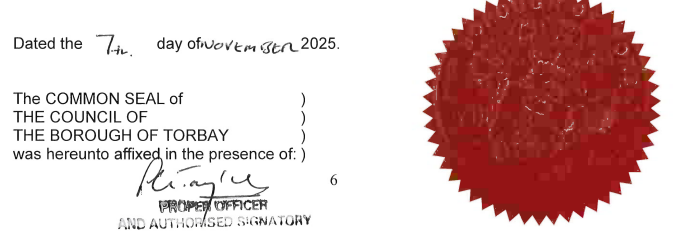 Dated the 7th. day of NOVEMBER 2025.
The COMMON SEAL of )
THE COUNCIL OF )
THE BOROUGH OF TORBAY )
was hereunto affixed in the presence of: )
6
PROPER OFFICER
AND AUTHORISED SIGNATORY